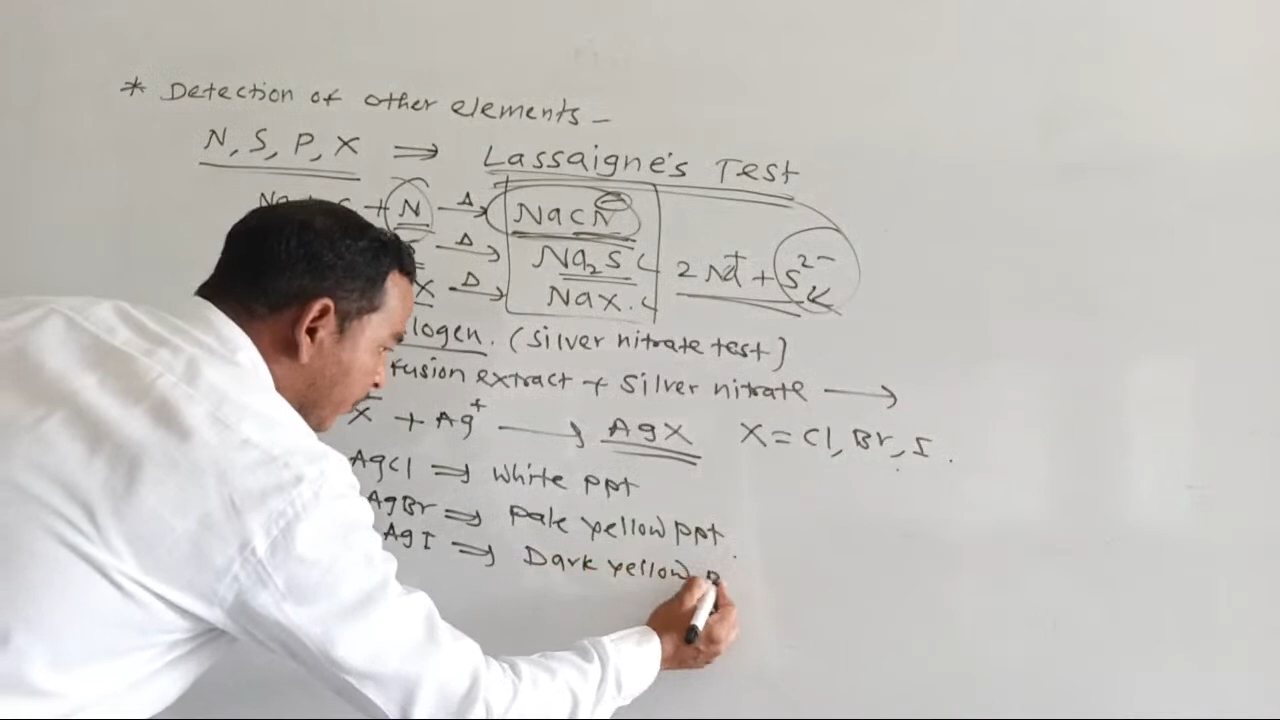 * Detection of other elements -
N, S, P, X ⇒ Lassaigne's Test
+ N —Δ→ NaCN
—Δ→ Na2S 2Na+ + S2-
X —Δ→ NaX.
logen. (Silver nitrate test)
fusion extract + Silver nitrate →
X- + Ag+ → AgX X = Cl, Br, I.
AgCl ⇒ White ppt
AgBr ⇒ Pale yellow ppt.
AgI ⇒ Dark yellow